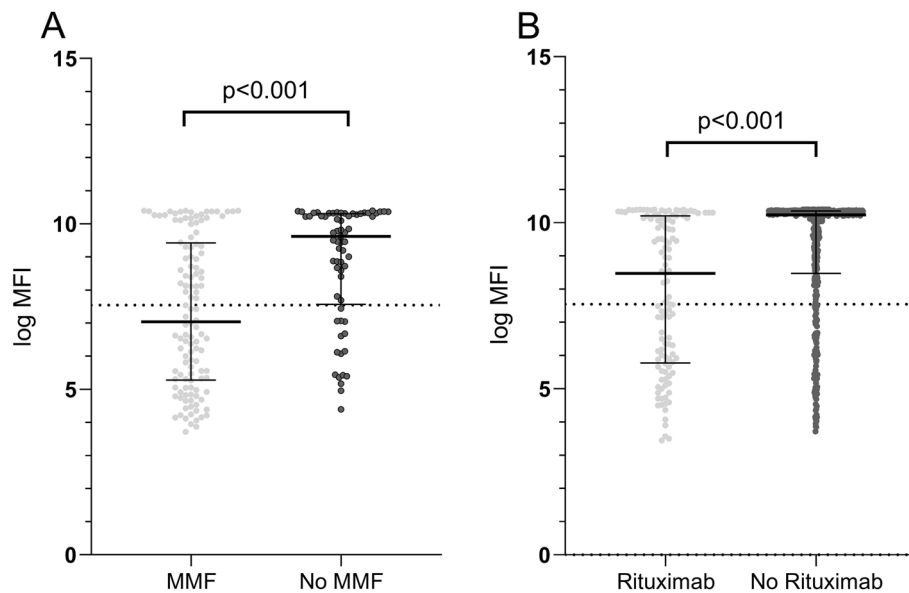 A
B
15
10
5
0
log MFI
p<0.001
MMF
No MMF
15
10
5
0
log MFI
p<0.001
Rituximab
No Rituximab